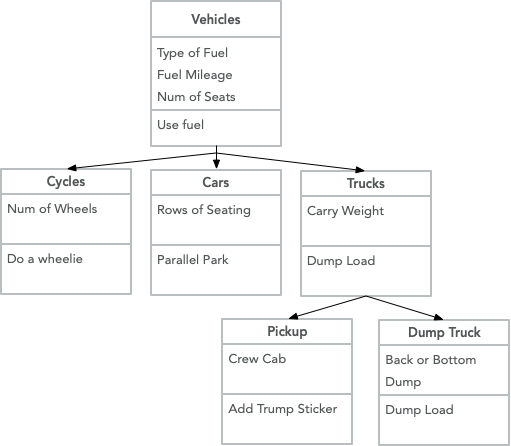 Vehicles
Type of Fuel
Fuel Mileage
Num of Seats
Use fuel
Cycles
Num of Wheels
Do a wheelie
Cars
Rows of Seating
Parallel Park
Trucks
Carry Weight
Dump Load
Pickup
Crew Cab
Add Trump Sticker
Dump Truck
Back or Bottom
Dump
Dump Load